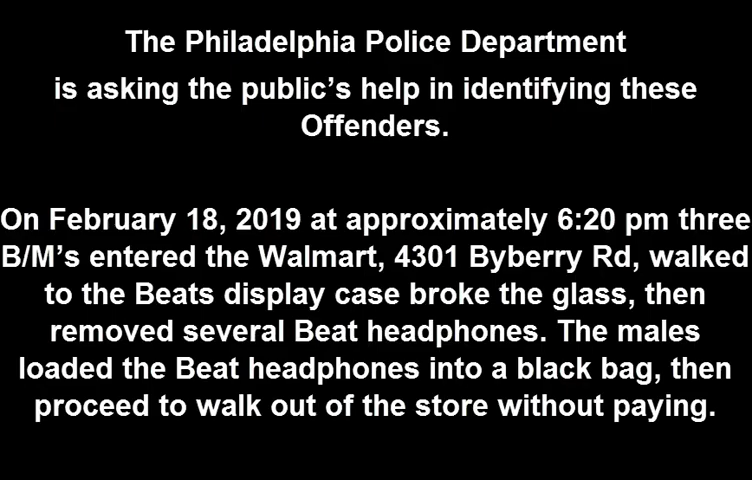 The Philadelphia Police Department
is asking the public’s help in identifying these
Offenders.
On February 18, 2019 at approximately 6:20 pm three
B/M’s entered the Walmart, 4301 Byberry Rd, walked
to the Beats display case broke the glass, then
removed several Beat headphones. The males
loaded the Beat headphones into a black bag, then
proceed to walk out of the store without paying.